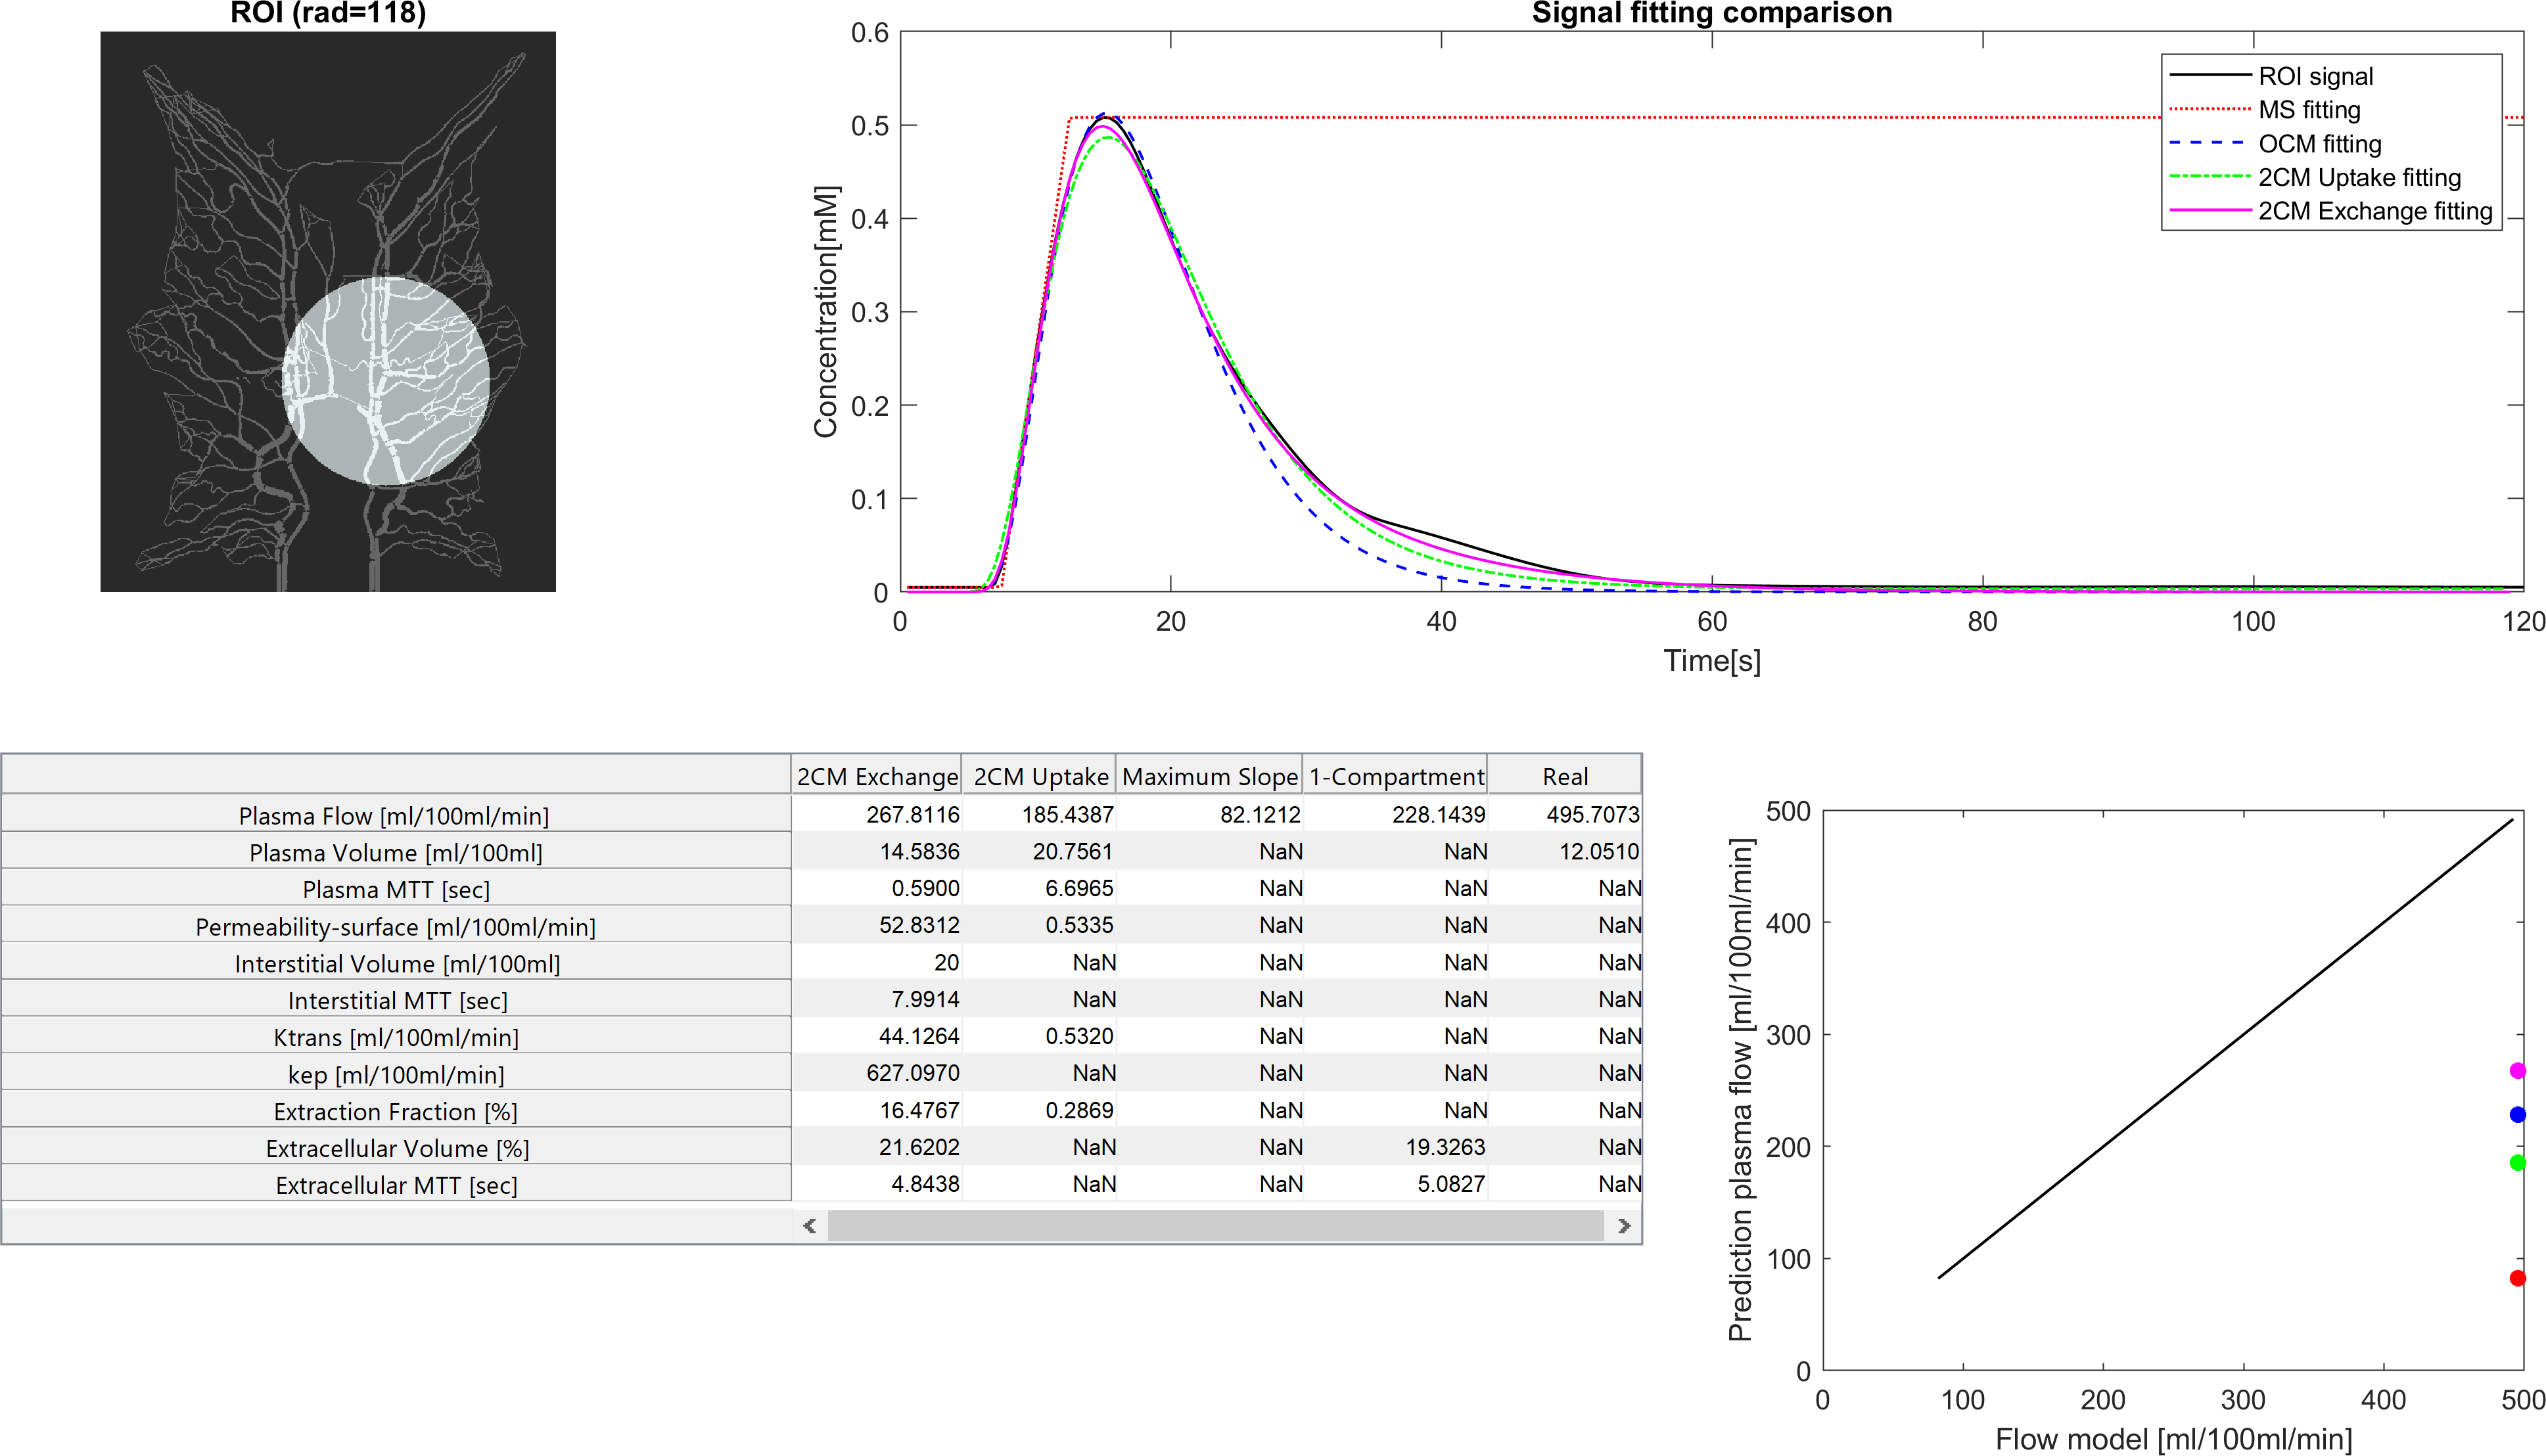 ROI (rad=118)
Signal fitting comparison
0.6
0.5
0.4
0.3
0.2
0.1
0
Concentration[mM]
0 20 40 60 80 100 120
Time[s]
ROI signal
MS fitting
OCM fitting
2CM Uptake fitting
2CM Exchange fitting
2CM Exchange 2CM Uptake Maximum Slope 1-Compartment Real
Plasma Flow [ml/100ml/min] 267.8116 185.4387 82.1212 228.1439 495.7073
Plasma Volume [ml/100ml] 14.5836 20.7561 NaN NaN 12.0510
Plasma MTT [sec] 0.5900 6.6965 NaN NaN NaN
Permeability-surface [ml/100ml/min] 52.8312 0.5335 NaN NaN NaN
Interstitial Volume [ml/100ml] 20 NaN NaN NaN NaN
Interstitial MTT [sec] 7.9914 NaN NaN NaN NaN
Ktrans [ml/100ml/min] 44.1264 0.5320 NaN NaN NaN
kep [ml/100ml/min] 627.0970 NaN NaN NaN NaN
Extraction Fraction [%] 16.4767 0.2869 NaN NaN NaN
Extracellular Volume [%] 21.6202 NaN NaN 19.3263 NaN
Extracellular MTT [sec] 4.8438 NaN NaN 5.0827 NaN
500
400
300
200
100
0
Prediction plasma flow [ml/100ml/min]
0 100 200 300 400 500
Flow model [ml/100ml/min]